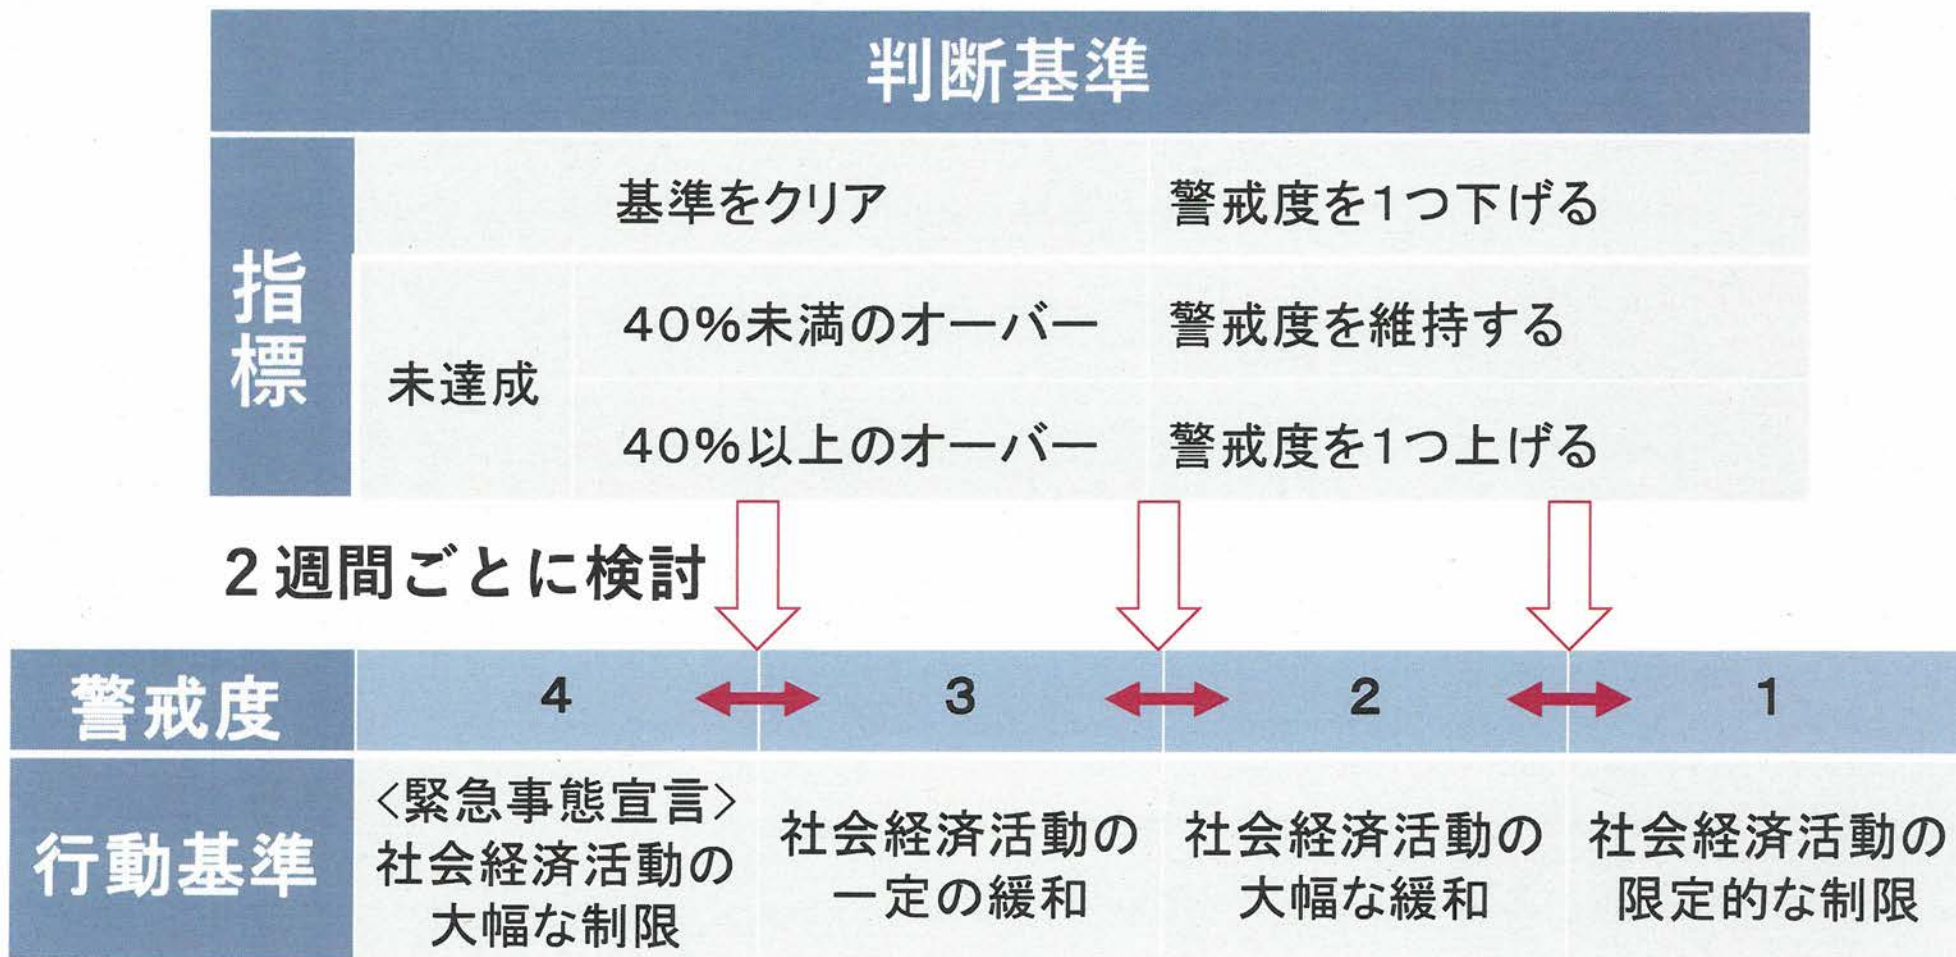 判断基準
指標
基準をクリア
警戒度を1つ下げる
未達成
40%未満のオーバー
警戒度を維持する
40%以上のオーバー
警戒度を1つ上げる
2週間ごとに検討
警戒度
4
3
2
1
行動基準
<緊急事態宣言>
社会経済活動の
大幅な制限
社会経済活動の
一定の緩和
社会経済活動の
大幅な緩和
社会経済活動の
限定的な制限